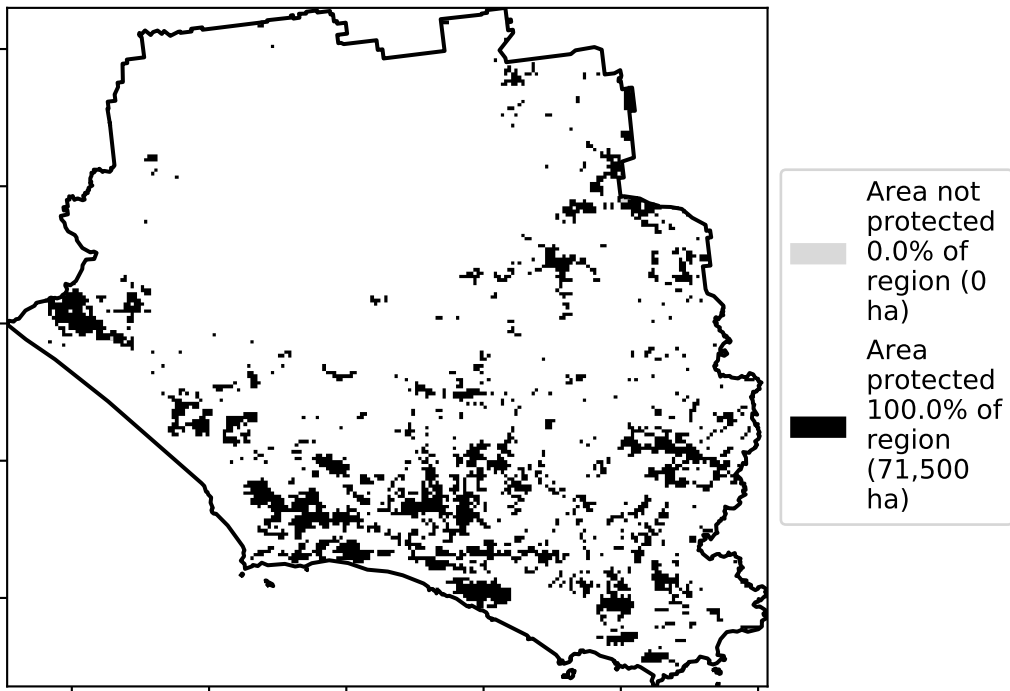 Area not
protected
0.0% of
region (0
ha)
Area
protected
100.0% of
region
(71,500
ha)